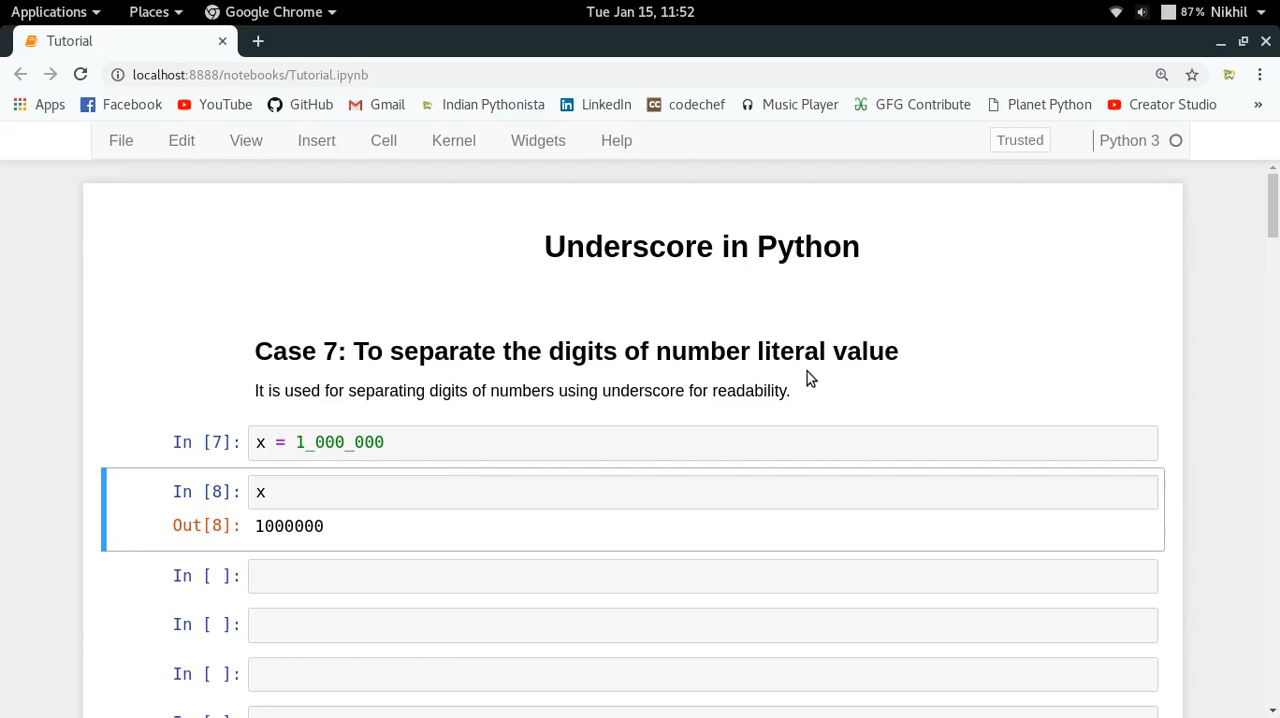 Applications Places Google Chrome Tue Jan 15, 11:52 87% Nikhil
Tutorial
localhost:8888/notebooks/Tutorial.ipynb
Apps Facebook YouTube GitHub Gmail Indian Pythonista LinkedIn codechef Music Player GFG Contribute Planet Python Creator Studio »
File Edit View Insert Cell Kernel Widgets Help Trusted Python 3
Underscore in Python
Case 7: To separate the digits of number literal value
It is used for separating digits of numbers using underscore for readability.
In [7]: x = 1_000_000
In [8]: x
Out[8]: 1000000
In [ ]:
In [ ]:
In [ ]: